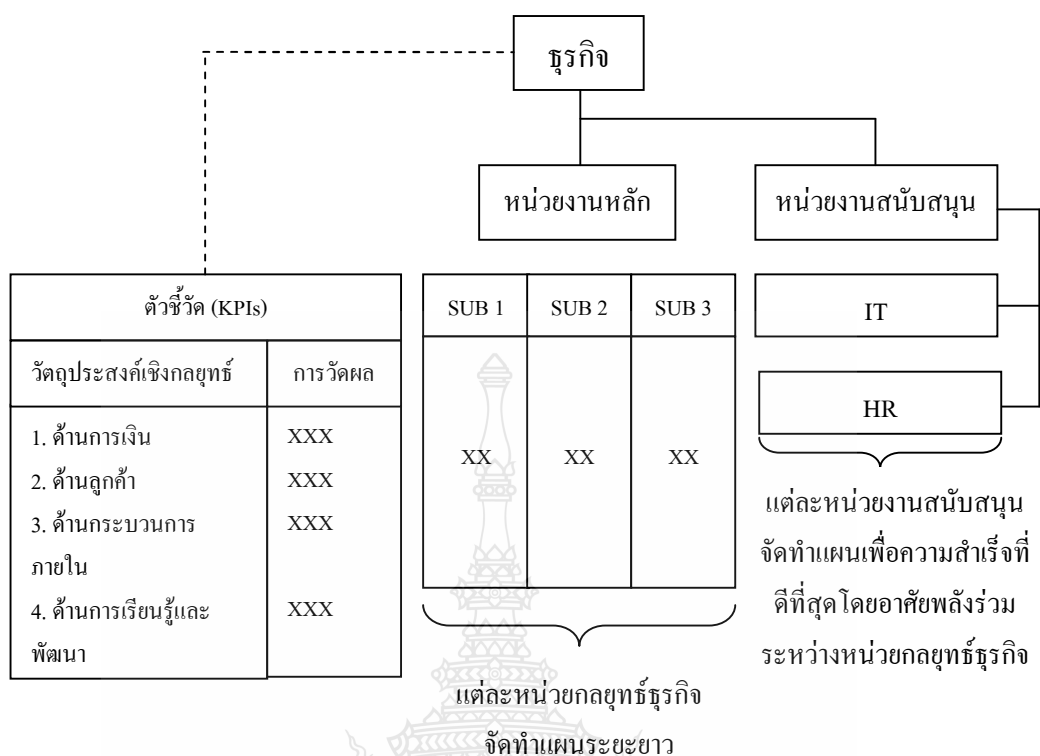 ธุรกิจ
หน่วยงานหลัก
หน่วยงานสนับสนุน
ตัวชี้วัด (KPIs)
วัตถุประสงค์เชิงกลยุทธ์ การวัดผล
1. ด้านการเงิน XXX
2. ด้านลูกค้า XXX
3. ด้านกระบวนการ XXX
ภายใน
4. ด้านการเรียนรู้และ XXX
พัฒนา
SUB 1 SUB 2 SUB 3
XX XX XX
แต่ละหน่วยกลยุทธ์ธุรกิจ
จัดทำแผนระยะยาว
IT
HR
แต่ละหน่วยงานสนับสนุน
จัดทำแผนเพื่อความสำเร็จที่
ดีที่สุดโดยอาศัยพลังร่วม
ระหว่างหน่วยกลยุทธ์ธุรกิจ